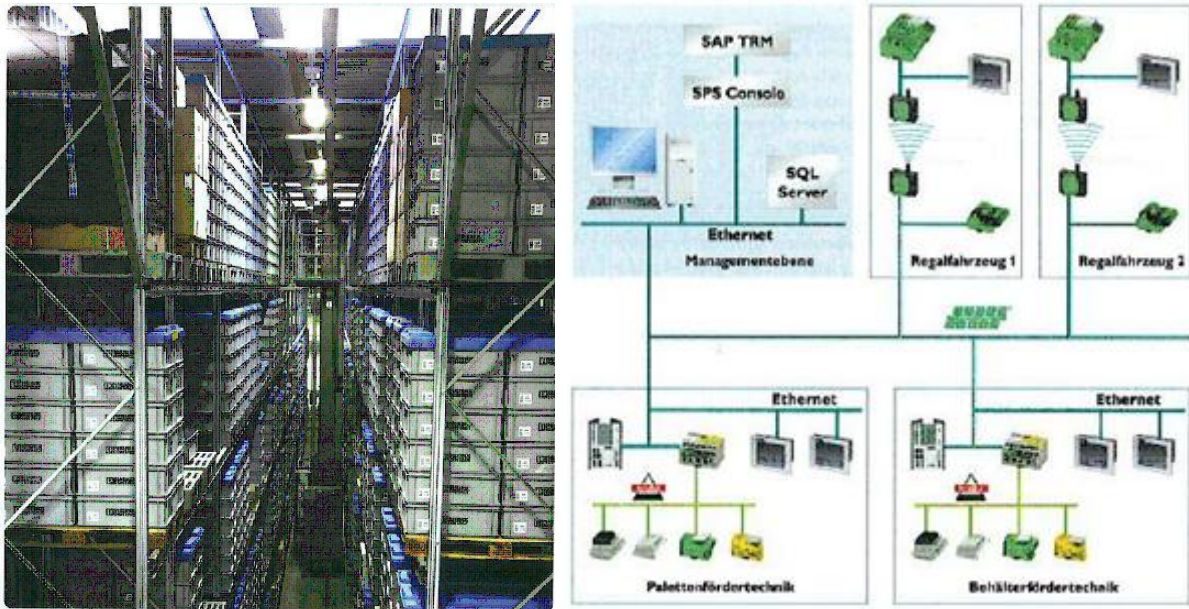 SAP TRM
SPS Console
SQL
Server
Ethernet
Managementebene
Regalfahrzeug 1
Regalfahrzeug 2
Ethernet
Ethernet
Palettenfördertechnik
Behälterfördertechnik